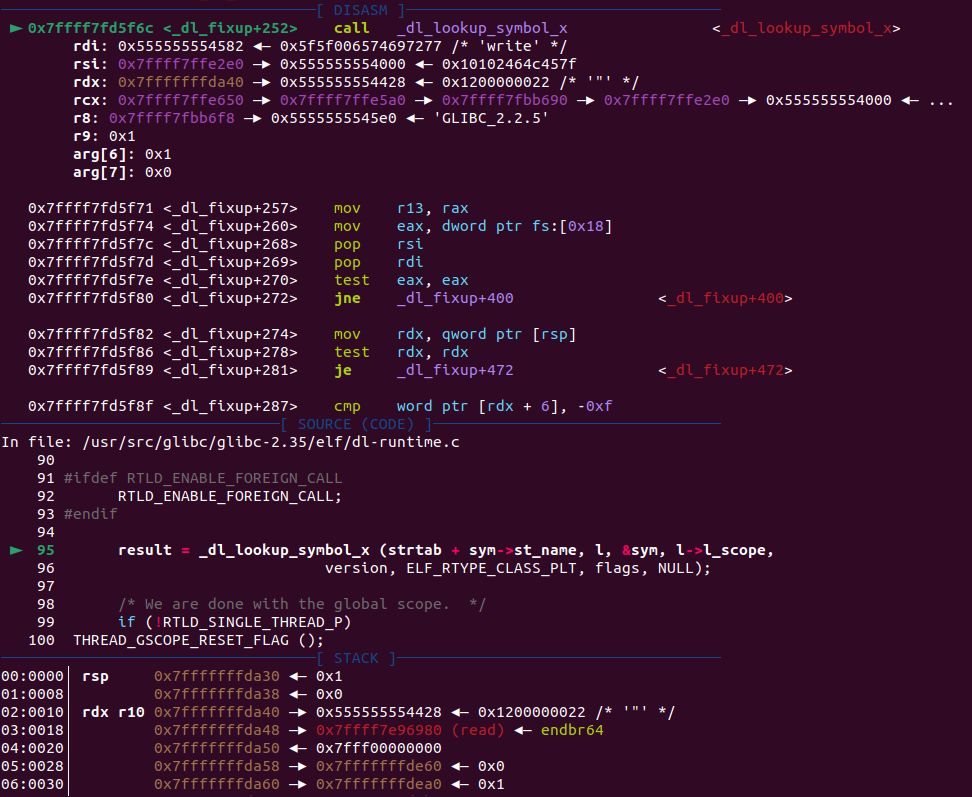 [ DISASM ]
► 0x7ffff7fd5f6c <_dl_fixup+252>    call   _dl_lookup_symbol_x                <_dl_lookup_symbol_x>
rdi: 0x555555554582 ◂— 0x5f5f006574697277 /* 'write' */
rsi: 0x7ffff7ffe2e0 —▸ 0x555555554000 ◂— 0x10102464c457f
rdx: 0x7fffffffda40 —▸ 0x555555554428 ◂— 0x1200000022 /* '"' */
rcx: 0x7ffff7ffe650 —▸ 0x7ffff7ffe5a0 —▸ 0x7ffff7fbb690 —▸ 0x7ffff7ffe2e0 —▸ 0x555555554000 ◂— ...
r8: 0x7ffff7fbb6f8 —▸ 0x5555555545e0 ◂— 'GLIBC_2.2.5'
r9: 0x1
arg[6]: 0x1
arg[7]: 0x0
0x7ffff7fd5f71 <_dl_fixup+257>    mov    r13, rax
0x7ffff7fd5f74 <_dl_fixup+260>    mov    eax, dword ptr fs:[0x18]
0x7ffff7fd5f7c <_dl_fixup+268>    pop    rsi
0x7ffff7fd5f7d <_dl_fixup+269>    pop    rdi
0x7ffff7fd5f7e <_dl_fixup+270>    test   eax, eax
0x7ffff7fd5f80 <_dl_fixup+272>    jne    _dl_fixup+400                <_dl_fixup+400>
0x7ffff7fd5f82 <_dl_fixup+274>    mov    rdx, qword ptr [rsp]
0x7ffff7fd5f86 <_dl_fixup+278>    test   rdx, rdx
0x7ffff7fd5f89 <_dl_fixup+281>    je     _dl_fixup+472                <_dl_fixup+472>
0x7ffff7fd5f8f <_dl_fixup+287>    cmp    word ptr [rdx + 6], -0xf
[ SOURCE (CODE) ]
In file: /usr/src/glibc/glibc-2.35/elf/dl-runtime.c
90
91 #ifdef RTLD_ENABLE_FOREIGN_CALL
92       RTLD_ENABLE_FOREIGN_CALL;
93 #endif
94
► 95       result = _dl_lookup_symbol_x (strtab + sym->st_name, l, &sym, l->l_scope,
96                              version, ELF_RTYPE_CLASS_PLT, flags, NULL);
97
98       /* We are done with the global scope.  */
99       if (!RTLD_SINGLE_THREAD_P)
100  THREAD_GSCOPE_RESET_FLAG ();
[ STACK ]
00:0000│ rsp     0x7fffffffda30 ◂— 0x1
01:0008│         0x7fffffffda38 ◂— 0x0
02:0010│ rdx r10 0x7fffffffda40 —▸ 0x555555554428 ◂— 0x1200000022 /* '"' */
03:0018│         0x7fffffffda48 —▸ 0x7ffff7e96980 (read) ◂— endbr64
04:0020│         0x7fffffffda50 ◂— 0x7fff00000000
05:0028│         0x7fffffffda58 —▸ 0x7fffffffde60 ◂— 0x0
06:0030│         0x7fffffffda60 —▸ 0x7fffffffdea0 ◂— 0x1